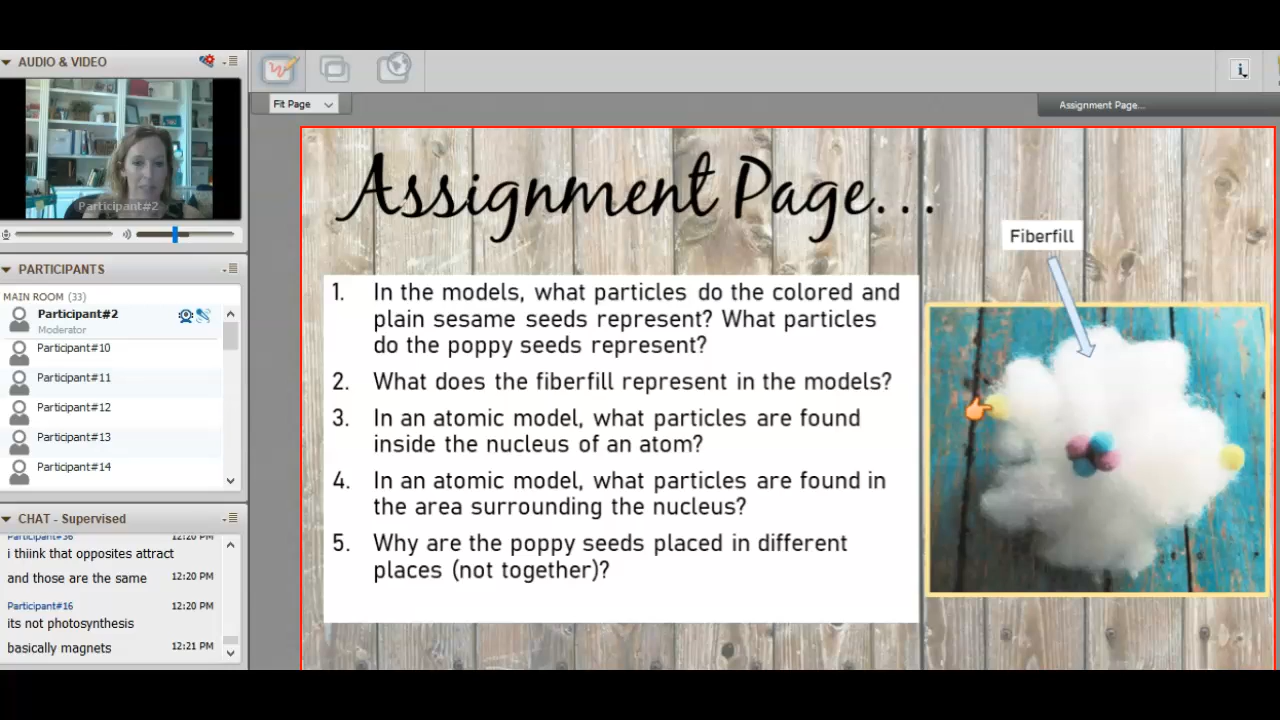 AUDIO & VIDEO
Participant#2
PARTICIPANTS
MAIN ROOM (33)
Participant#2
Moderator
Participant#10
Participant#11
Participant#12
Participant#13
Participant#14
CHAT - Supervised
Participant#36 12:20 PM
i thiink that opposites attract
and those are the same 12:20 PM
Participant#16 12:20 PM
its not photosynthesis
basically magnets 12:21 PM
Fit Page
Assignment Page...
Assignment Page...
1. In the models, what particles do the colored and
plain sesame seeds represent? What particles
do the poppy seeds represent?
2. What does the fiberfill represent in the models?
3. In an atomic model, what particles are found
inside the nucleus of an atom?
4. In an atomic model, what particles are found in
the area surrounding the nucleus?
5. Why are the poppy seeds placed in different
places (not together)?
Fiberfill